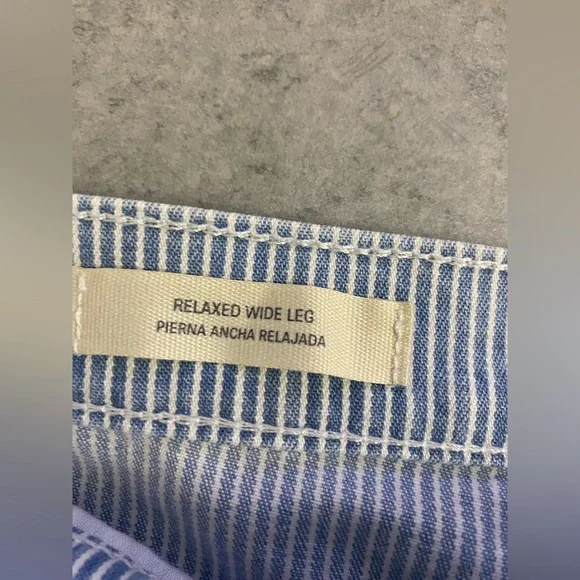 RELAXED WIDE LEG
PIERNA ANCHA RELAJADA